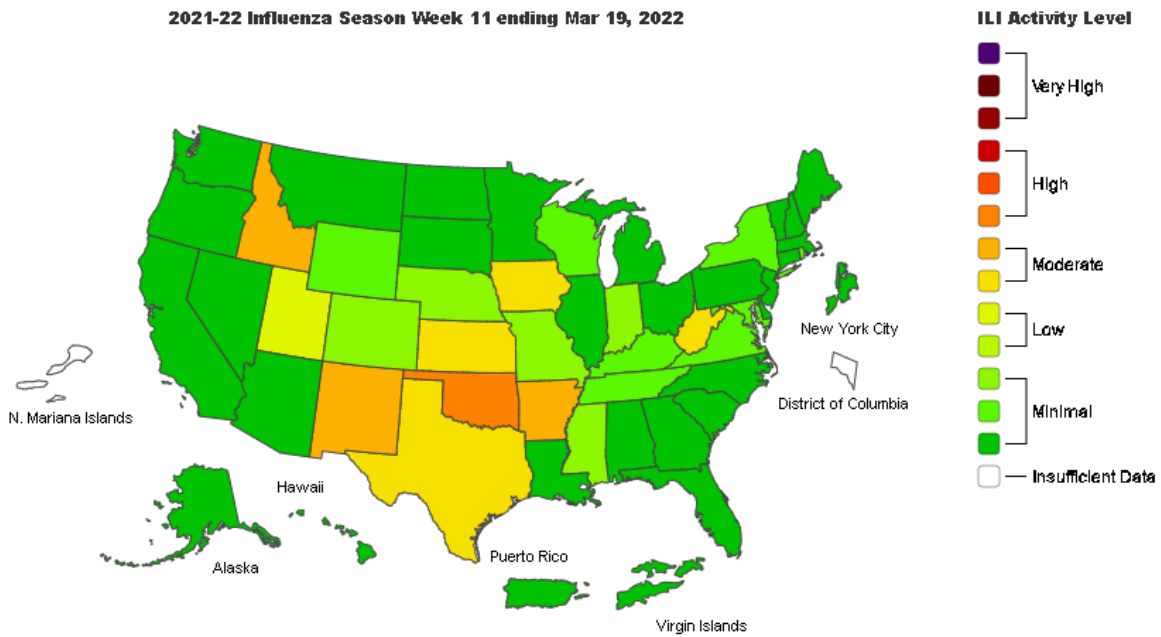 2021-22 Influenza Season Week 11 ending Mar 19, 2022
ILI Activity Level
Very High
High
Moderate
Low
Minimal
Insufficient Data
New York City
District of Columbia
N. Mariana Islands
Hawaii
Alaska
Puerto Rico
Virgin Islands